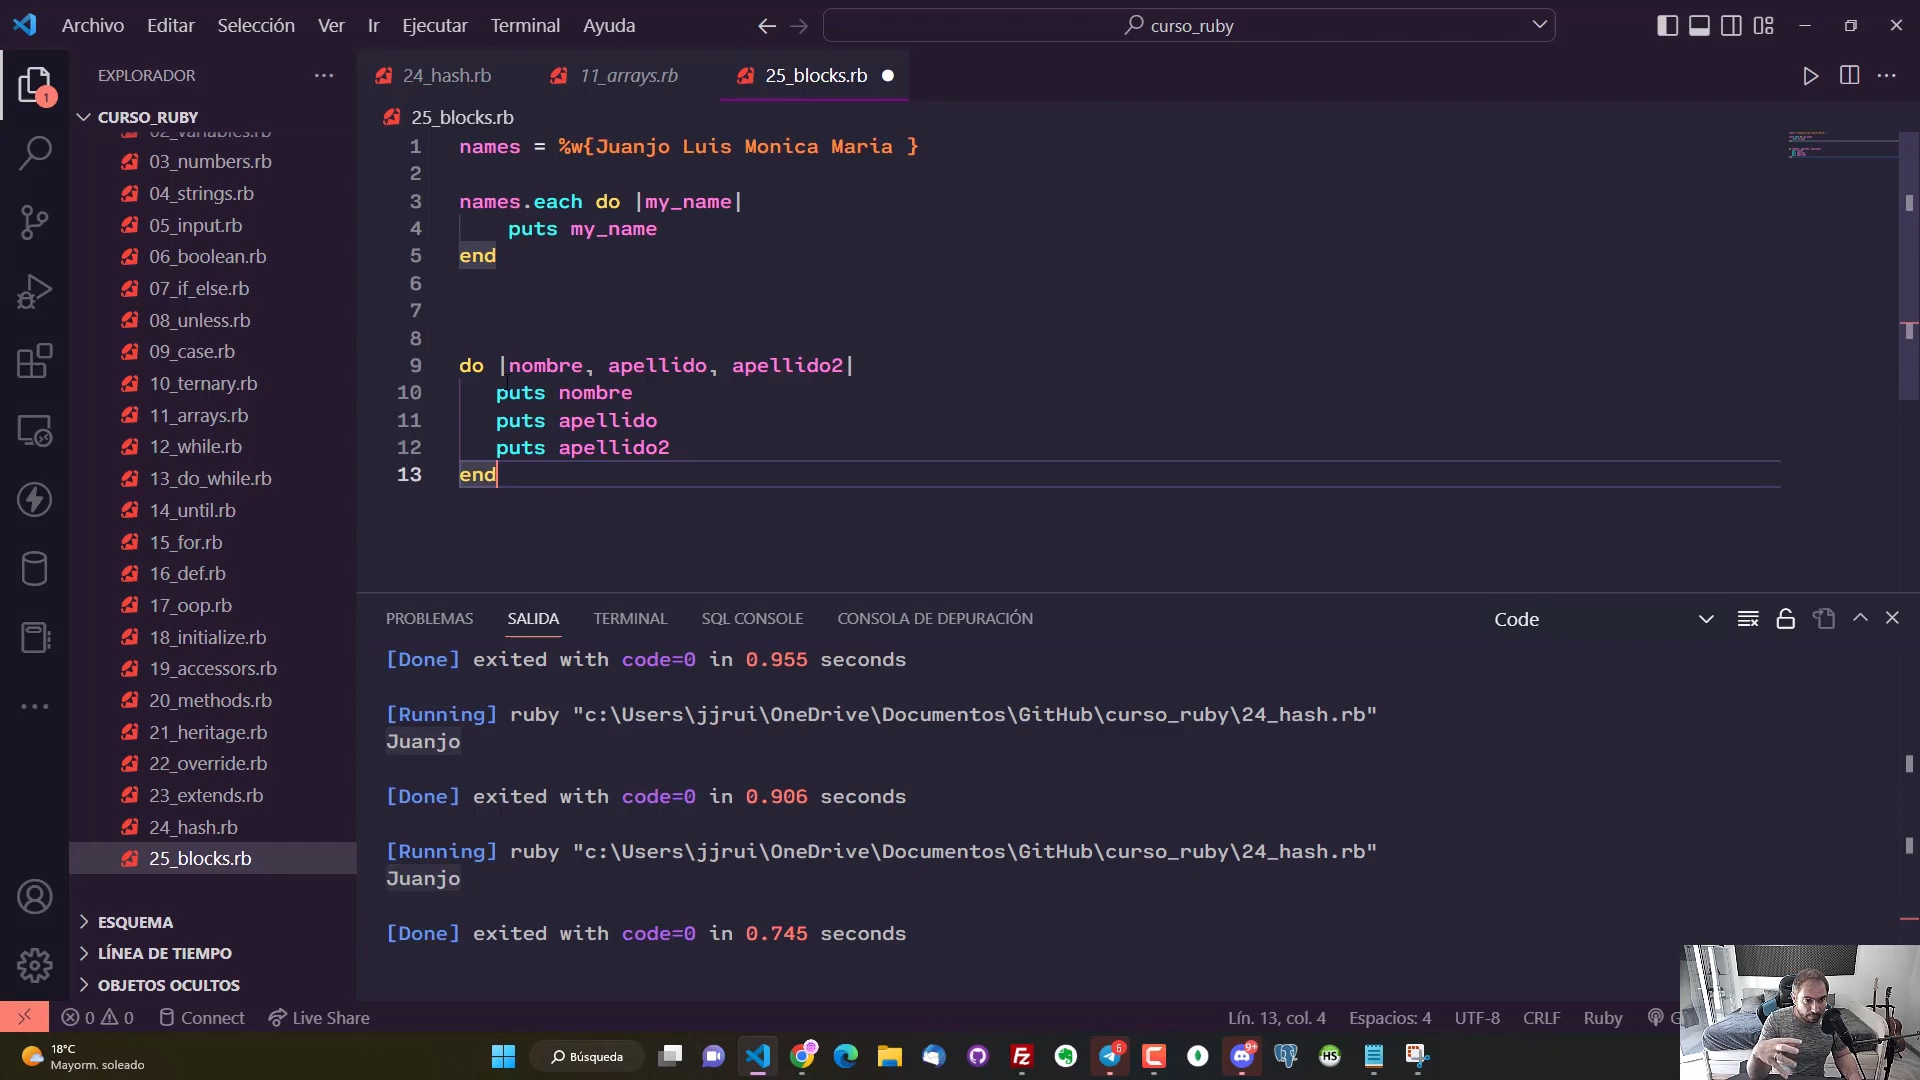 Archivo Editar Selección Ver Ir Ejecutar Terminal Ayuda
curso_ruby
EXPLORADOR
24_hash.rb
11_arrays.rb
25_blocks.rb
1
CURSO_RUBY
25_blocks.rb
02_variables.rb
03_numbers.rb
04_strings.rb
05_input.rb
06_boolean.rb
07_if_else.rb
08_unless.rb
09_case.rb
10_ternary.rb
11_arrays.rb
12_while.rb
13_do_while.rb
14_until.rb
15_for.rb
16_def.rb
17_oop.rb
18_initialize.rb
19_accessors.rb
20_methods.rb
21_heritage.rb
22_override.rb
23_extends.rb
24_hash.rb
25_blocks.rb
ESQUEMA
LÍNEA DE TIEMPO
OBJETOS OCULTOS
1 names = %w{Juanjo Luis Monica Maria }
2
3 names.each do |my_name|
4 puts my_name
5 end
6
7
8
9 do |nombre, apellido, apellido2|
10 puts nombre
11 puts apellido
12 puts apellido2
13 end
PROBLEMAS SALIDA TERMINAL SQL CONSOLE CONSOLA DE DEPURACIÓN
Code
[Done] exited with code=0 in 0.955 seconds
[Running] ruby "c:\Users\jjrui\OneDrive\Documentos\GitHub\curso_ruby\24_hash.rb"
Juanjo
[Done] exited with code=0 in 0.906 seconds
[Running] ruby "c:\Users\jjrui\OneDrive\Documentos\GitHub\curso_ruby\24_hash.rb"
Juanjo
[Done] exited with code=0 in 0.745 seconds
0 0 Connect Live Share
Lín. 13, col. 4 Espacios: 4 UTF-8 CRLF Ruby
18°C
Mayorm. soleado
Búsqueda
6
9+
HS